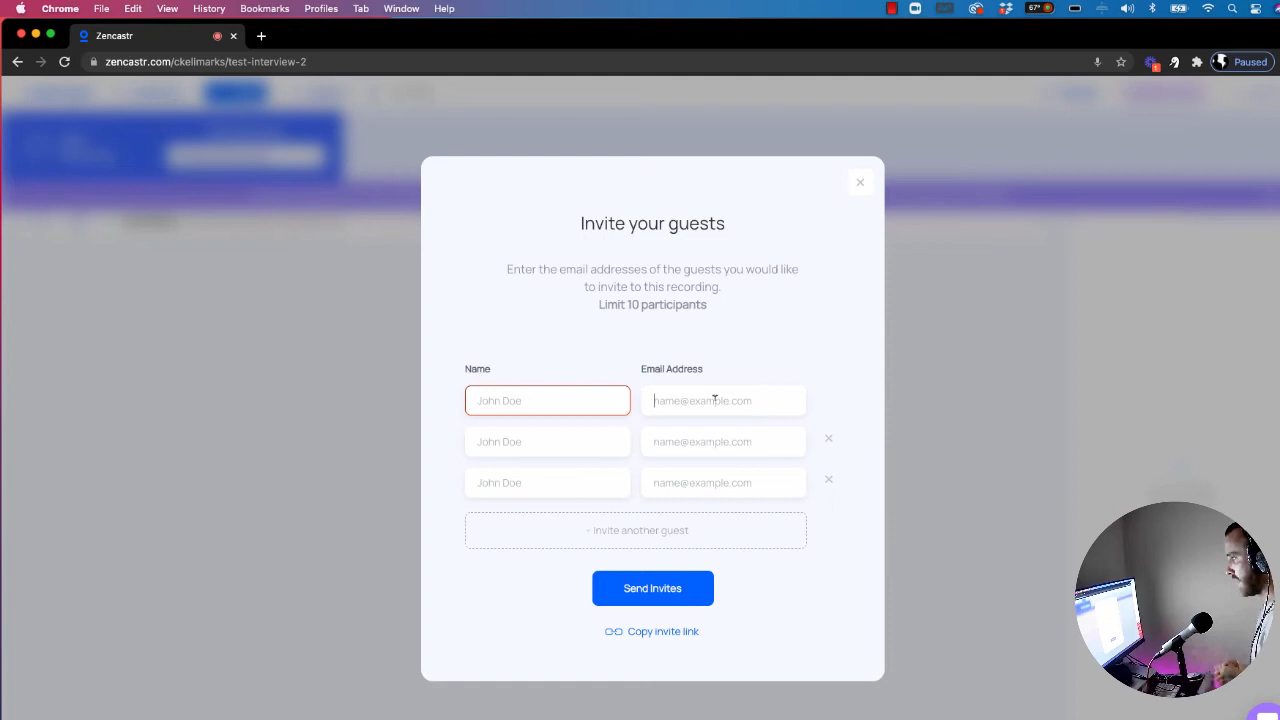 Chrome File Edit View History Bookmarks Profiles Tab Window Help
67°
Zencastr
zencastr.com/ckellmarks/test-interview-2
Paused
Invite your guests
Enter the email addresses of the guests you would like
to invite to this recording.
Limit 10 participants
Name Email Address
John Doe name@example.com
John Doe name@example.com
John Doe name@example.com
+ Invite another guest
Send Invites
Copy invite link